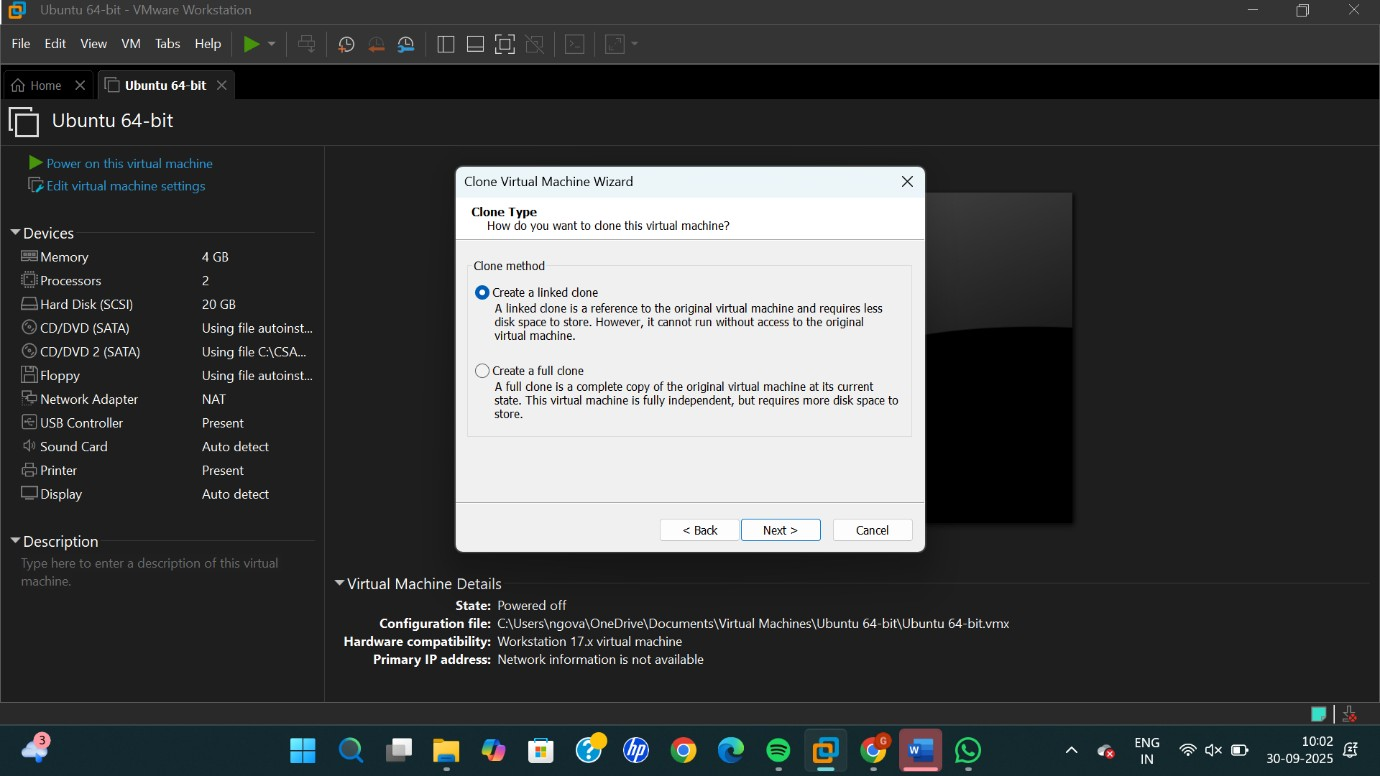 Ubuntu 64-bit - VMware Workstation
File Edit View VM Tabs Help
Home
Ubuntu 64-bit
Ubuntu 64-bit
Power on this virtual machine
Edit virtual machine settings
Devices
Memory 4 GB
Processors 2
Hard Disk (SCSI) 20 GB
CD/DVD (SATA) Using file autoinst...
CD/DVD 2 (SATA) Using file C:\CSA...
Floppy Using file autoinst...
Network Adapter NAT
USB Controller Present
Sound Card Auto detect
Printer Present
Display Auto detect
Description
Type here to enter a description of this virtual
machine.
Clone Virtual Machine Wizard
Clone Type
How do you want to clone this virtual machine?
Clone method
Create a linked clone
A linked clone is a reference to the original virtual machine and requires less
disk space to store. However, it cannot run without access to the original
virtual machine.
Create a full clone
A full clone is a complete copy of the original virtual machine at its current
state. This virtual machine is fully independent, but requires more disk space to
store.
< Back Next > Cancel
Virtual Machine Details
State: Powered off
Configuration file: C:\Users\ngova\OneDrive\Documents\Virtual Machines\Ubuntu 64-bit\Ubuntu 64-bit.vmx
Hardware compatibility: Workstation 17.x virtual machine
Primary IP address: Network information is not available
3
?
hp
G
W
ENG
IN
10:02
30-09-2025